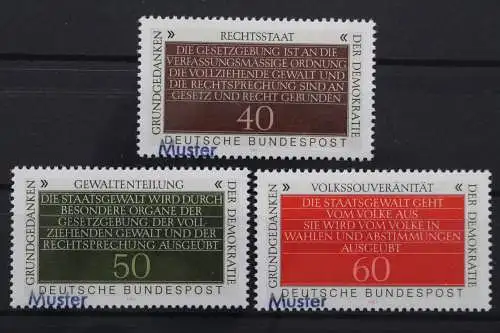 » RECHTSSTAAT «
GRUNDGEDANKEN
DER DEMOKRATIE
DIE GESETZGEBUNG IST AN DIE
VERFASSUNGSMÄSSIGE ORDNUNG
DIE VOLLZIEHENDE GEWALT UND
DIE RECHTSPRECHUNG SIND AN
GESETZ UND RECHT GEBUNDEN
40
DEUTSCHE BUNDESPOST
Muster
» GEWALTENTEILUNG «
GRUNDGEDANKEN
DER DEMOKRATIE
DIE STAATSGEWALT WIRD DURCH
BESONDERE ORGANE DER
GESETZGEBUNG DER VOLL-
ZIEHENDEN GEWALT UND DER
RECHTSPRECHUNG AUSGEÜBT
50
DEUTSCHE BUNDESPOST
Muster
» VOLKSSOUVERÄNITÄT «
GRUNDGEDANKEN
DER DEMOKRATIE
DIE STAATSGEWALT GEHT
VOM VOLKE AUS
SIE WIRD VOM VOLKE IN
WAHLEN UND ABSTIMMUNGEN
AUSGEÜBT
60
DEUTSCHE BUNDESPOST
Muster